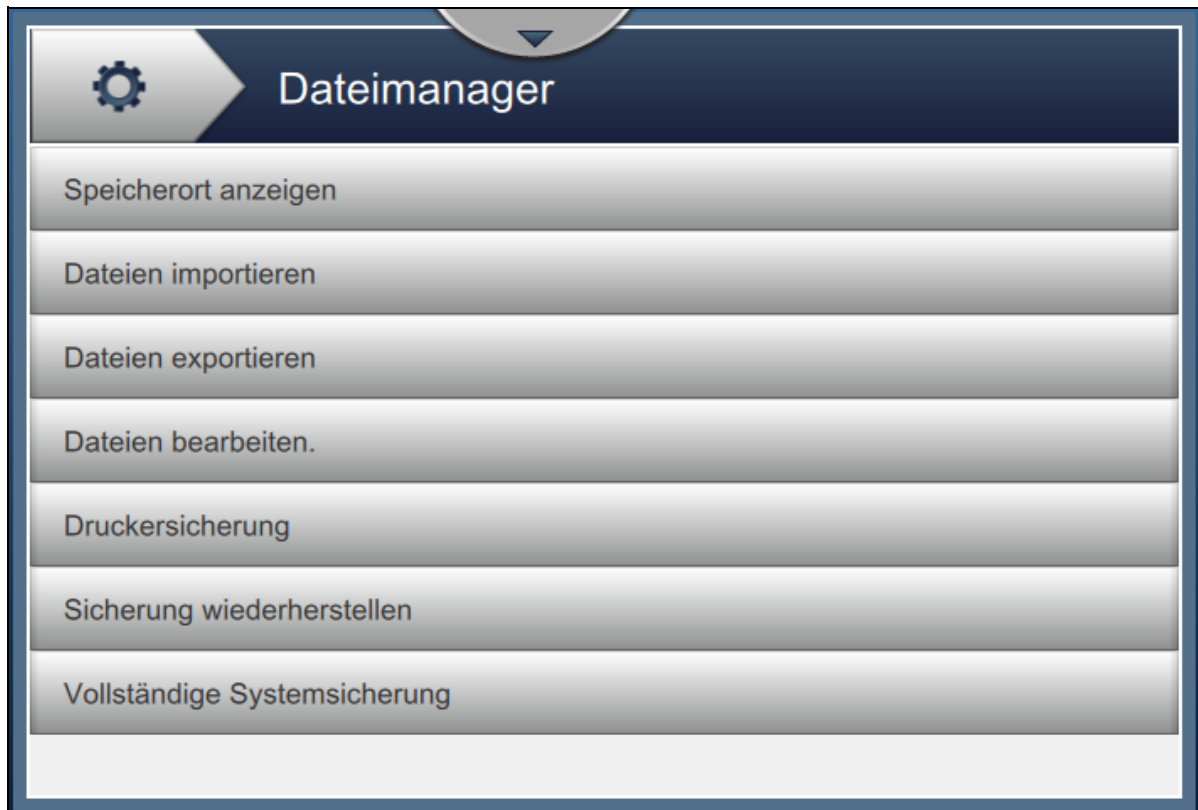 Dateimanager
Speicherort anzeigen
Dateien importieren
Dateien exportieren
Dateien bearbeiten.
Druckersicherung
Sicherung wiederherstellen
Vollständige Systemsicherung